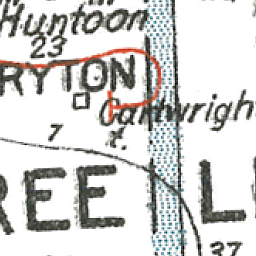 Huntoon
23
RYTON
Cartwright
7
t.
REE L
37